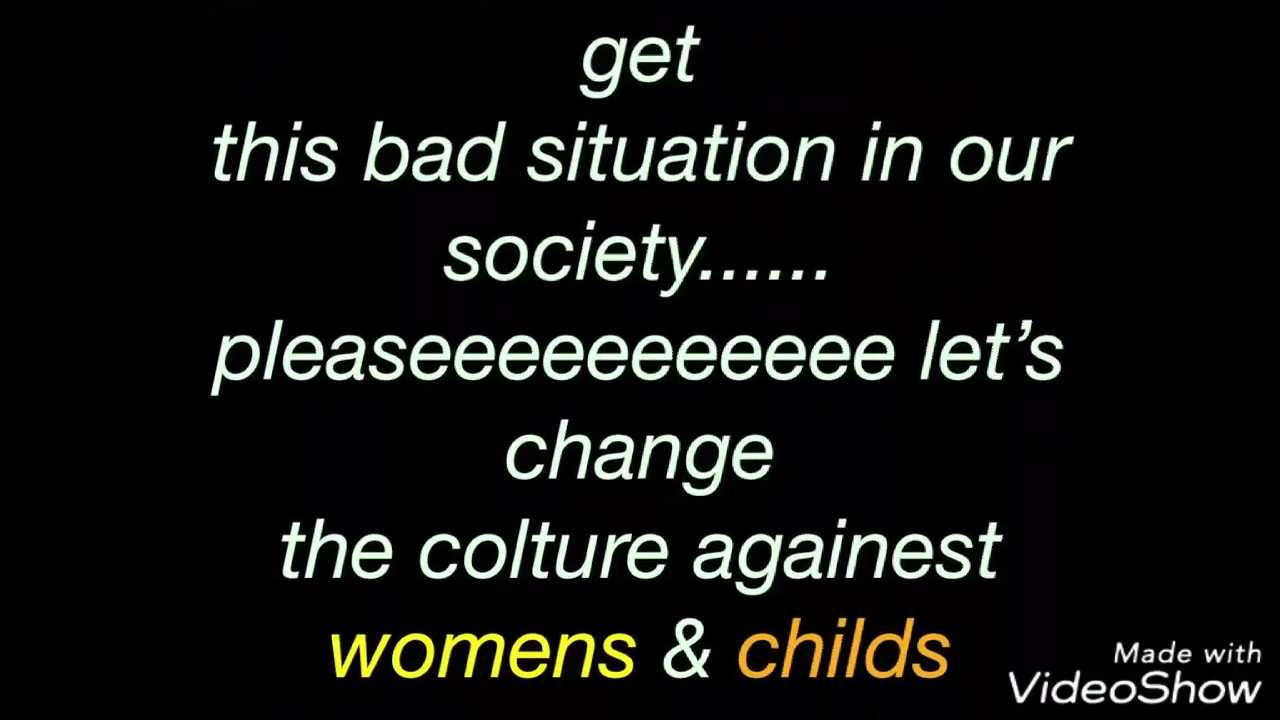 get
this bad situation in our
society......
pleaseeeeeeeeeeee let’s
change
the colture againest
womens & childs
Made with
VideoShow